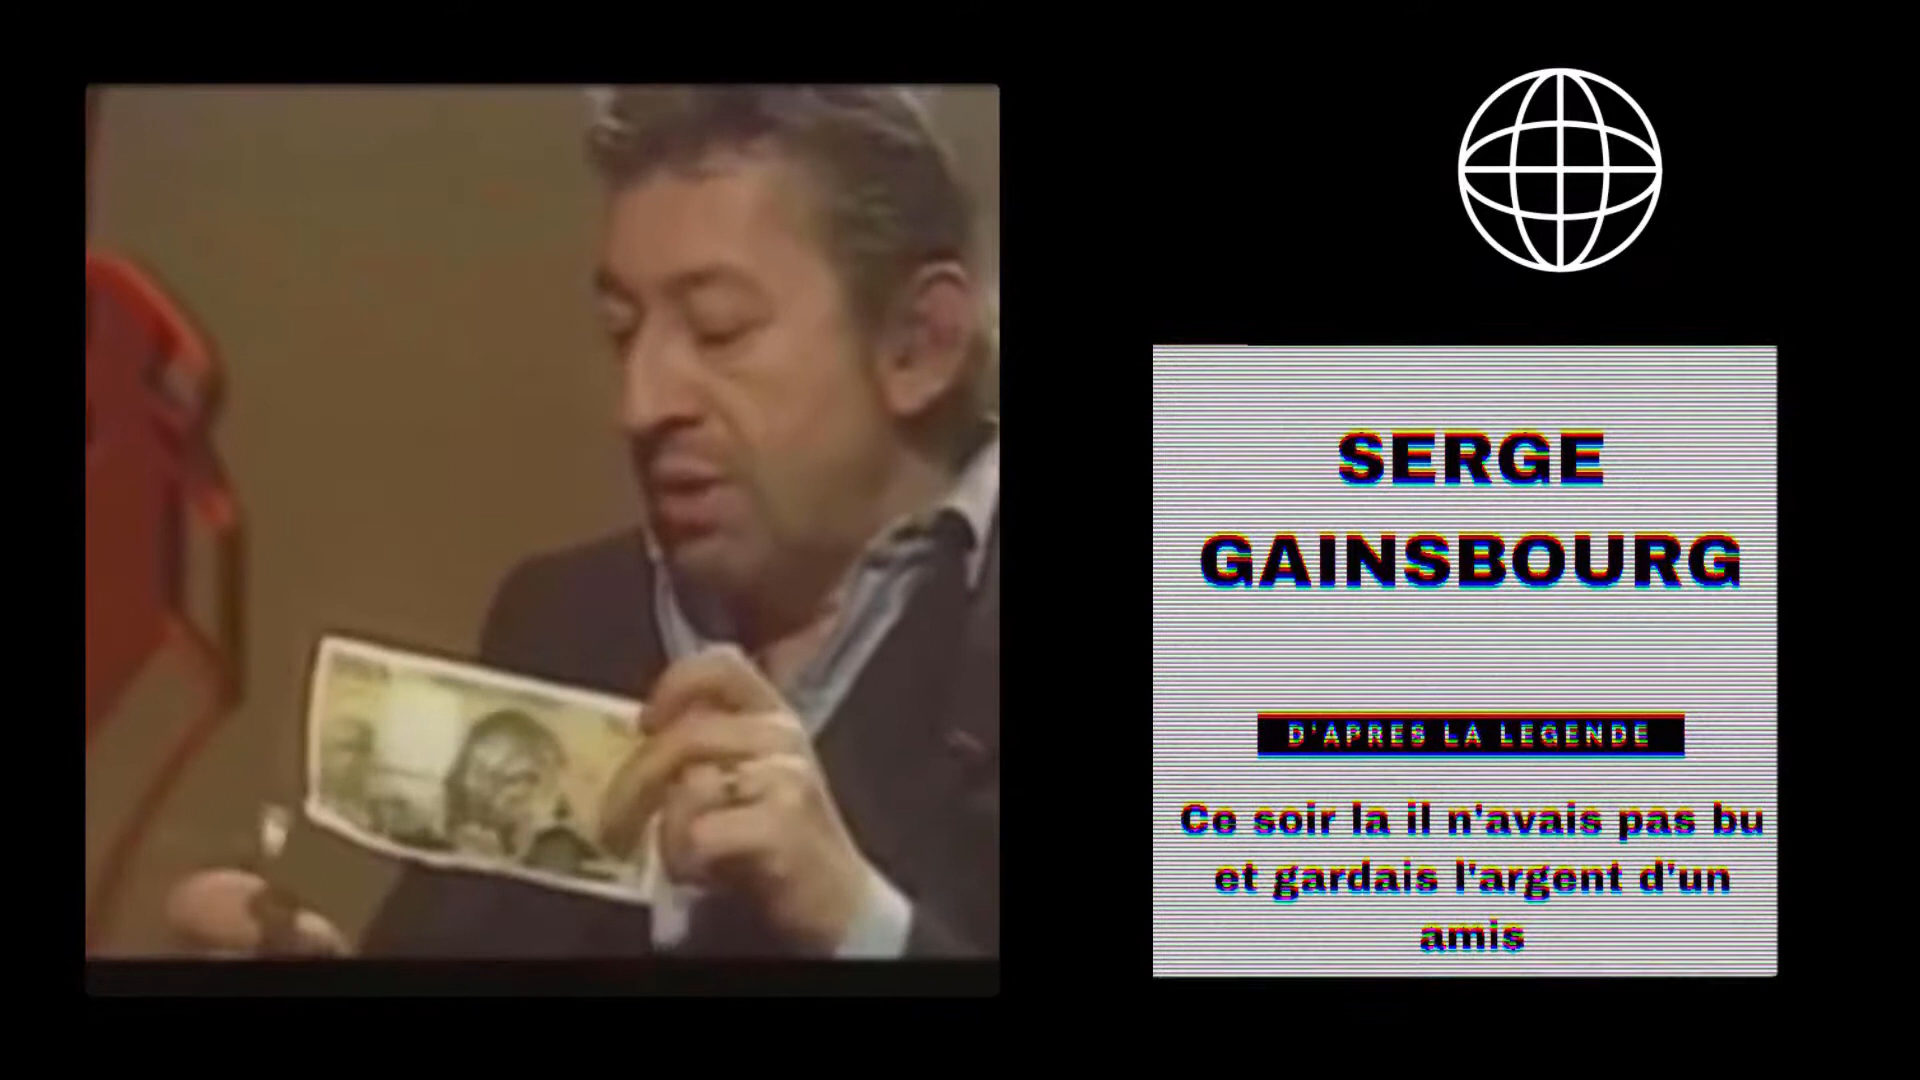 SERGE
GAINSBOURG
D'APRES LA LEGENDE
Ce soir la il n'avais pas bu
et gardais l'argent d'un
amis